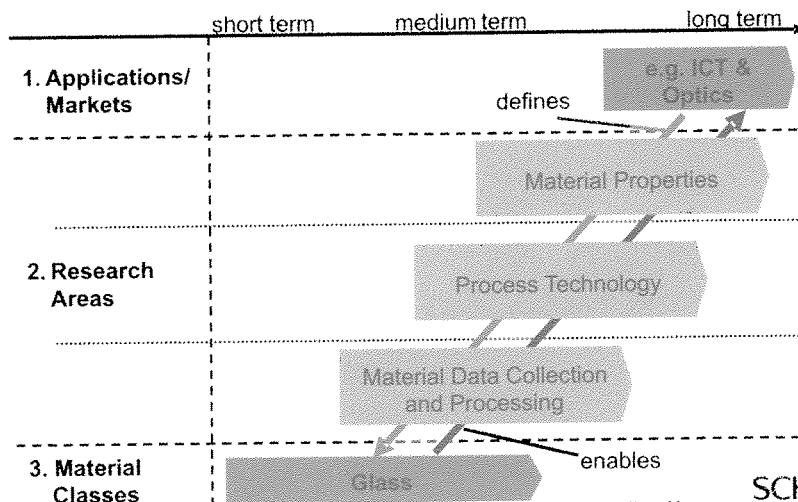 short term medium term long term
1. Applications/
Markets
e.g. ICT &
Optics
defines
Material Properties
2. Research
Areas
Process Technology
Material Data Collection
and Processing
enables
3. Material
Classes
Glass